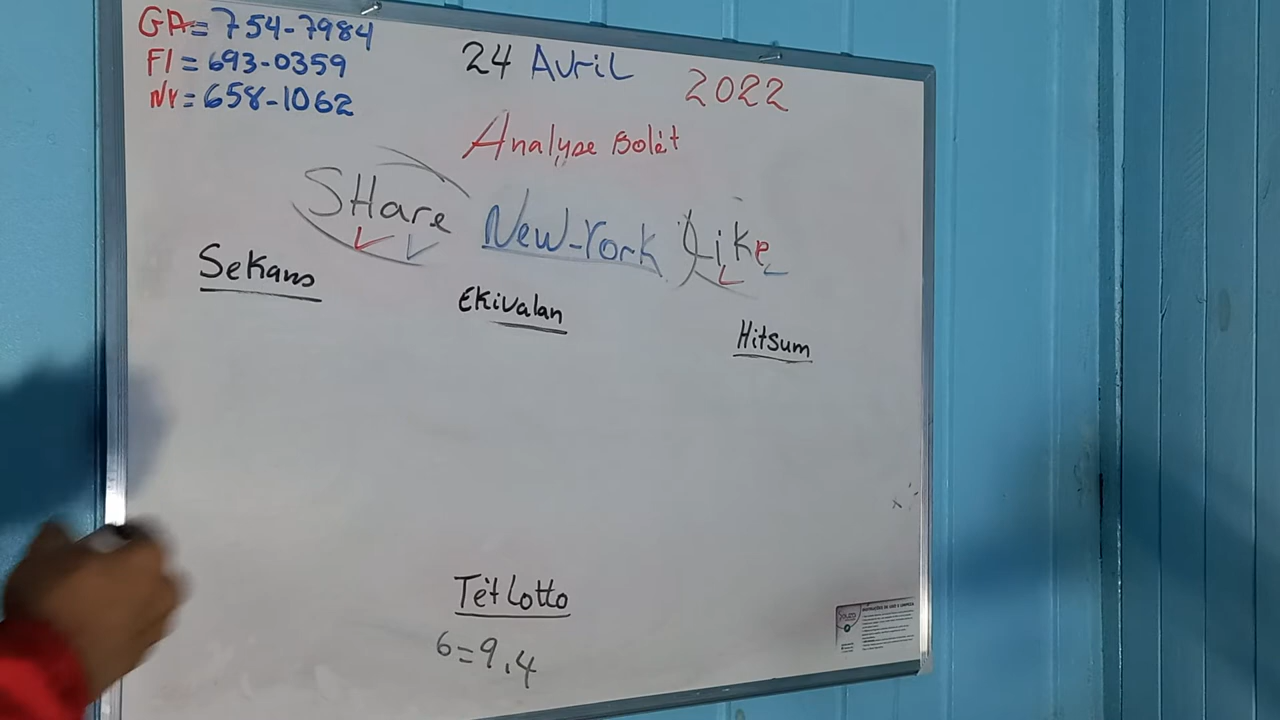 GA=754-7984
FI=693-0359
NY=658-1062
24 Avril 2022
Analyse Bolèt
SHare New-York Like
Sekans
Ekivalan
Hitsum
Tèt Lotto
6=9.4